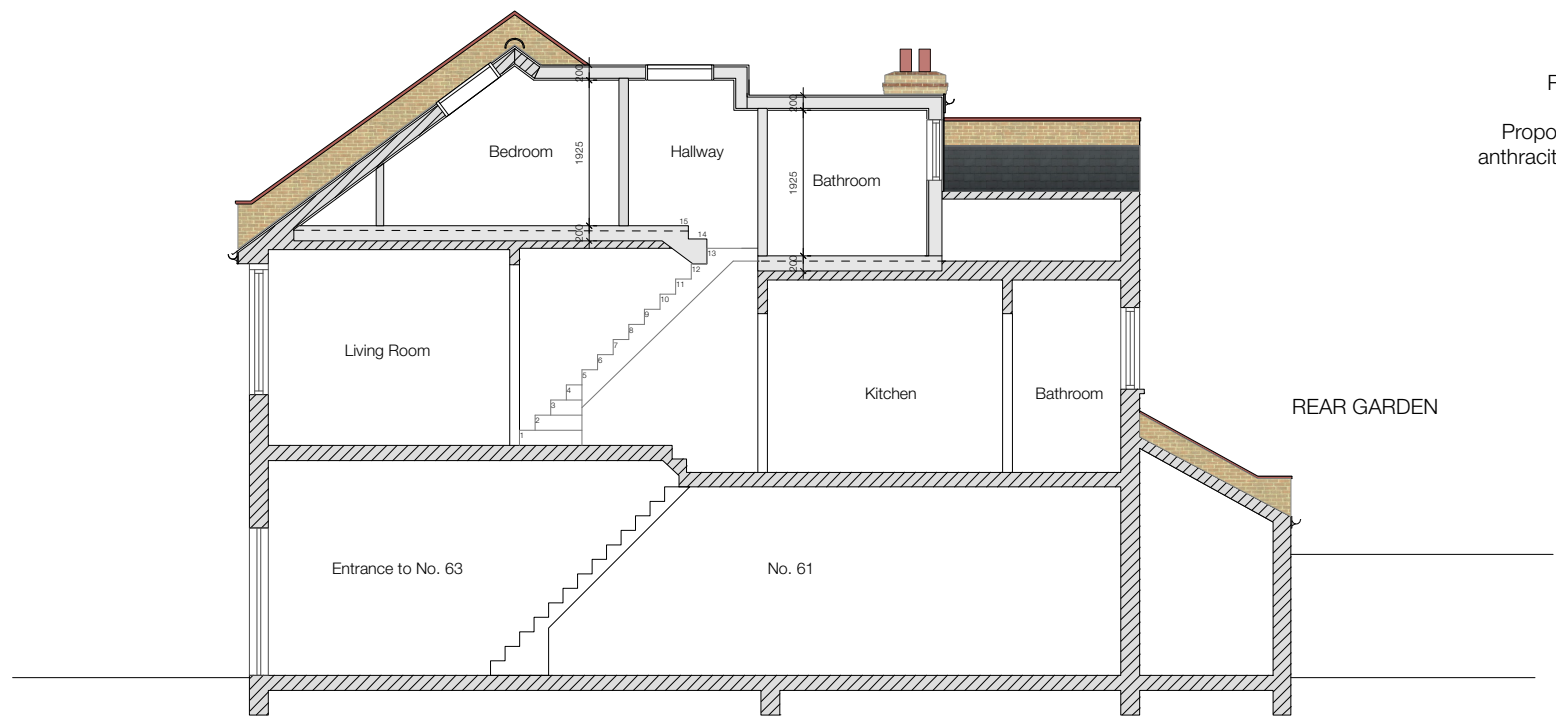 F
Propo
anthracit
200
200
Bedroom
1925
Hallway
1925
Bathroom
15
14
200
13
200
12
11
10
9
8
7
6
5
4
3
2
1
Living Room
Kitchen
Bathroom
REAR GARDEN
Entrance to No. 63
No. 61